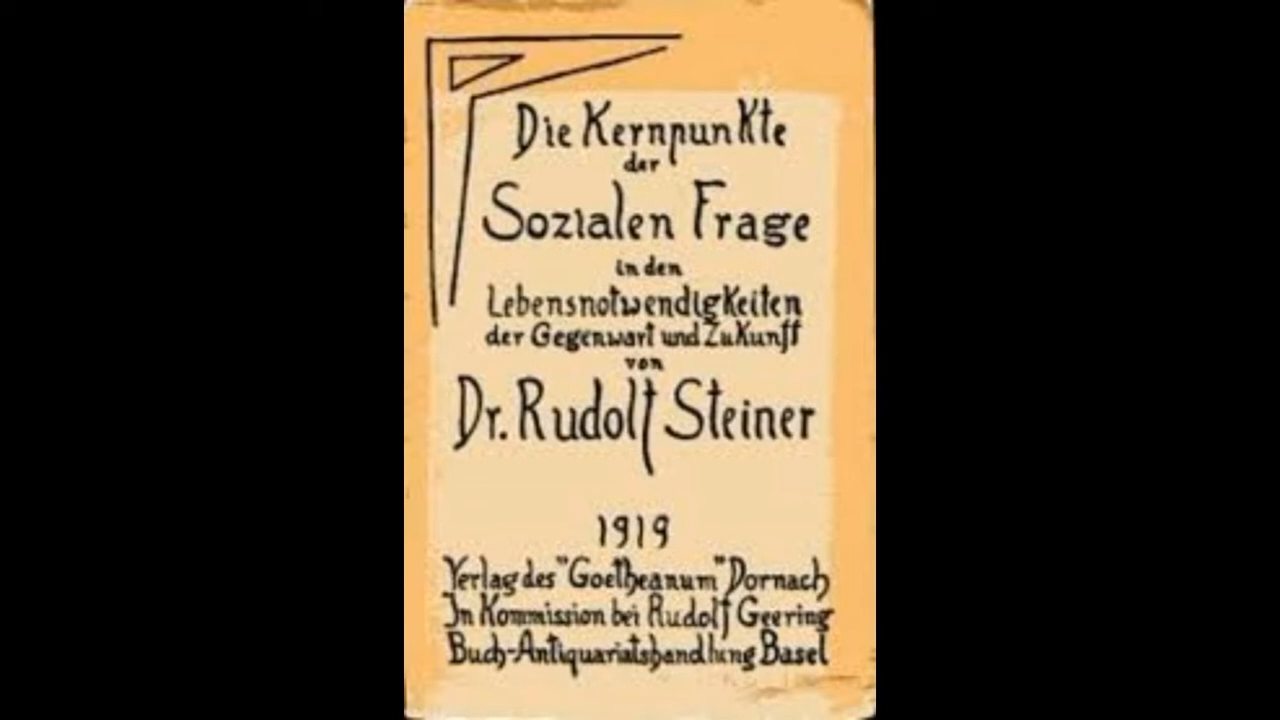 Die Kernpunkte
der
Sozialen Frage
in den
Lebensnotwendigkeiten
der Gegenwart und Zukunft
von
Dr. Rudolf Steiner
1919
Verlag des "Goetheanum" Dornach
In Kommission bei Rudolf Geering
Buch-Antiquariatshandlung Basel